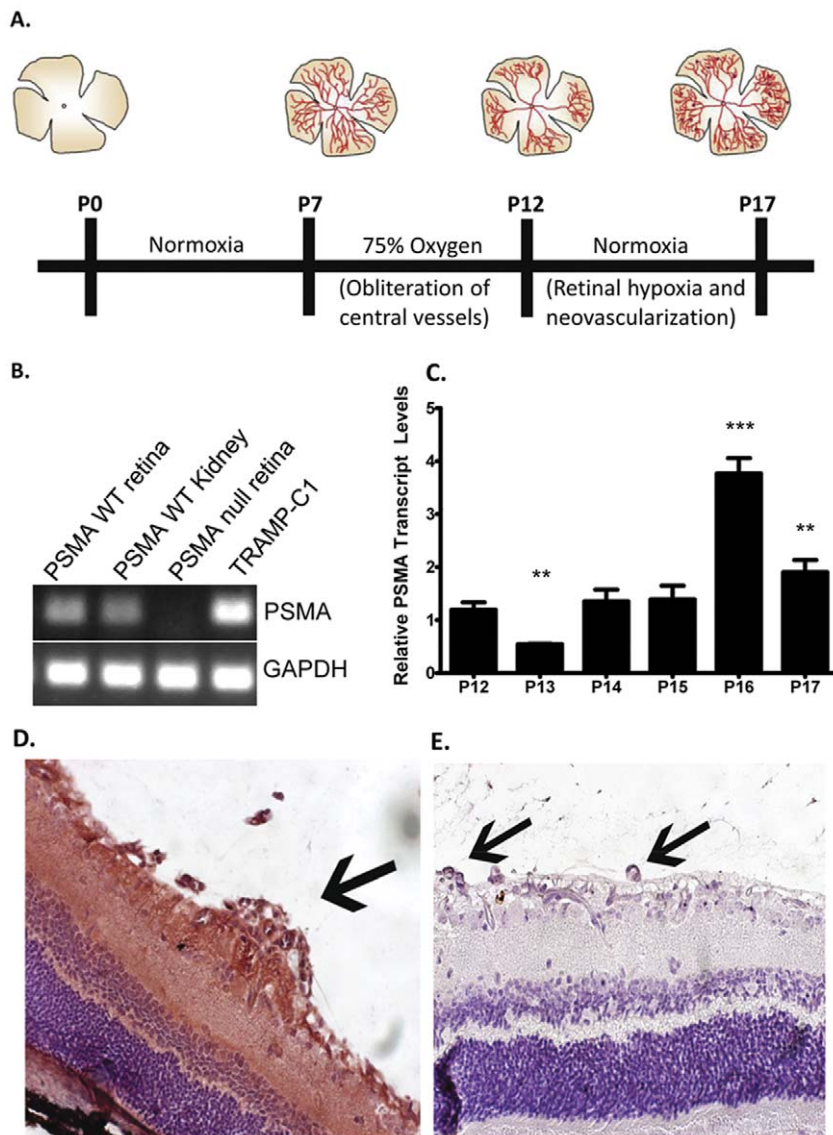 A.
P0
P7
P12
P17
Normoxia
75% Oxygen
Normoxia
(Obliteration of
central vessels)
(Retinal hypoxia and
neovascularization)
B.
PSMA WT retina
PSMA WT Kidney
PSMA null retina
TRAMP-C1
PSMA
GAPDH
C.
Relative PSMA Transcript Levels
5
4
3
2
1
0
**
***
**
P12
P13
P14
P15
P16
P17
D.
E.